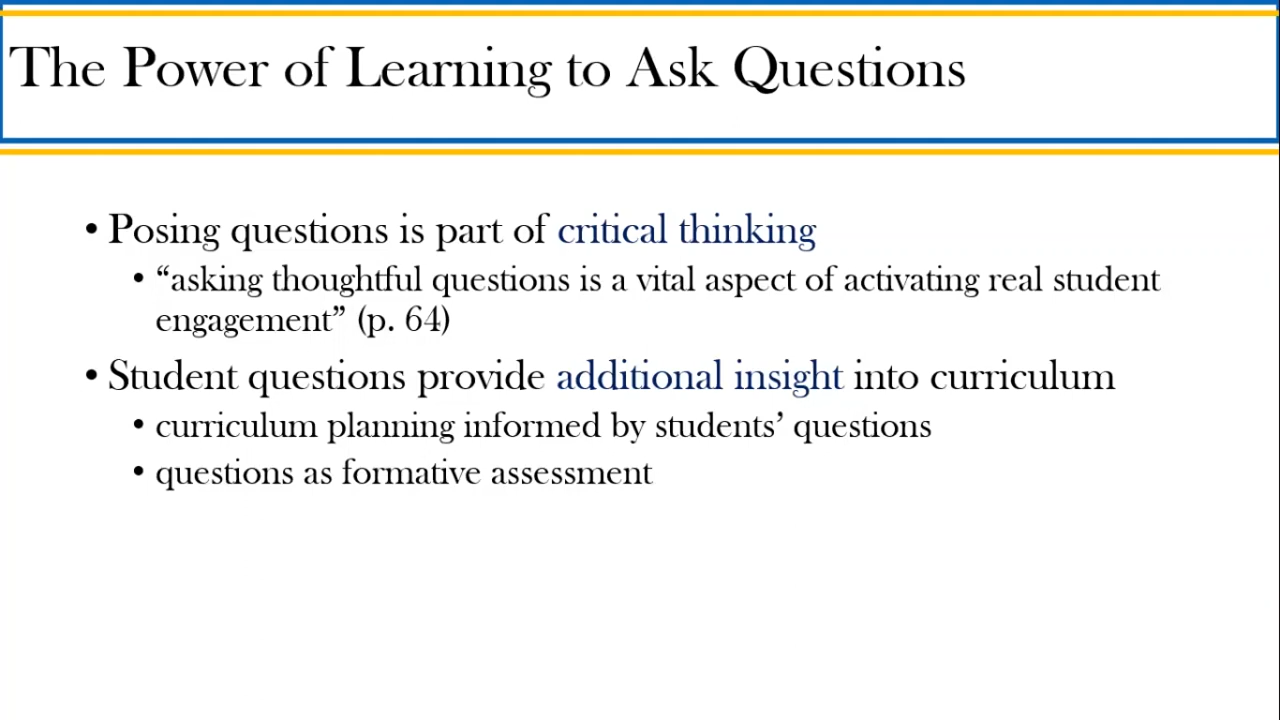 The Power of Learning to Ask Questions
• Posing questions is part of critical thinking
• “asking thoughtful questions is a vital aspect of activating real student
engagement” (p. 64)
• Student questions provide additional insight into curriculum
• curriculum planning informed by students’ questions
• questions as formative assessment